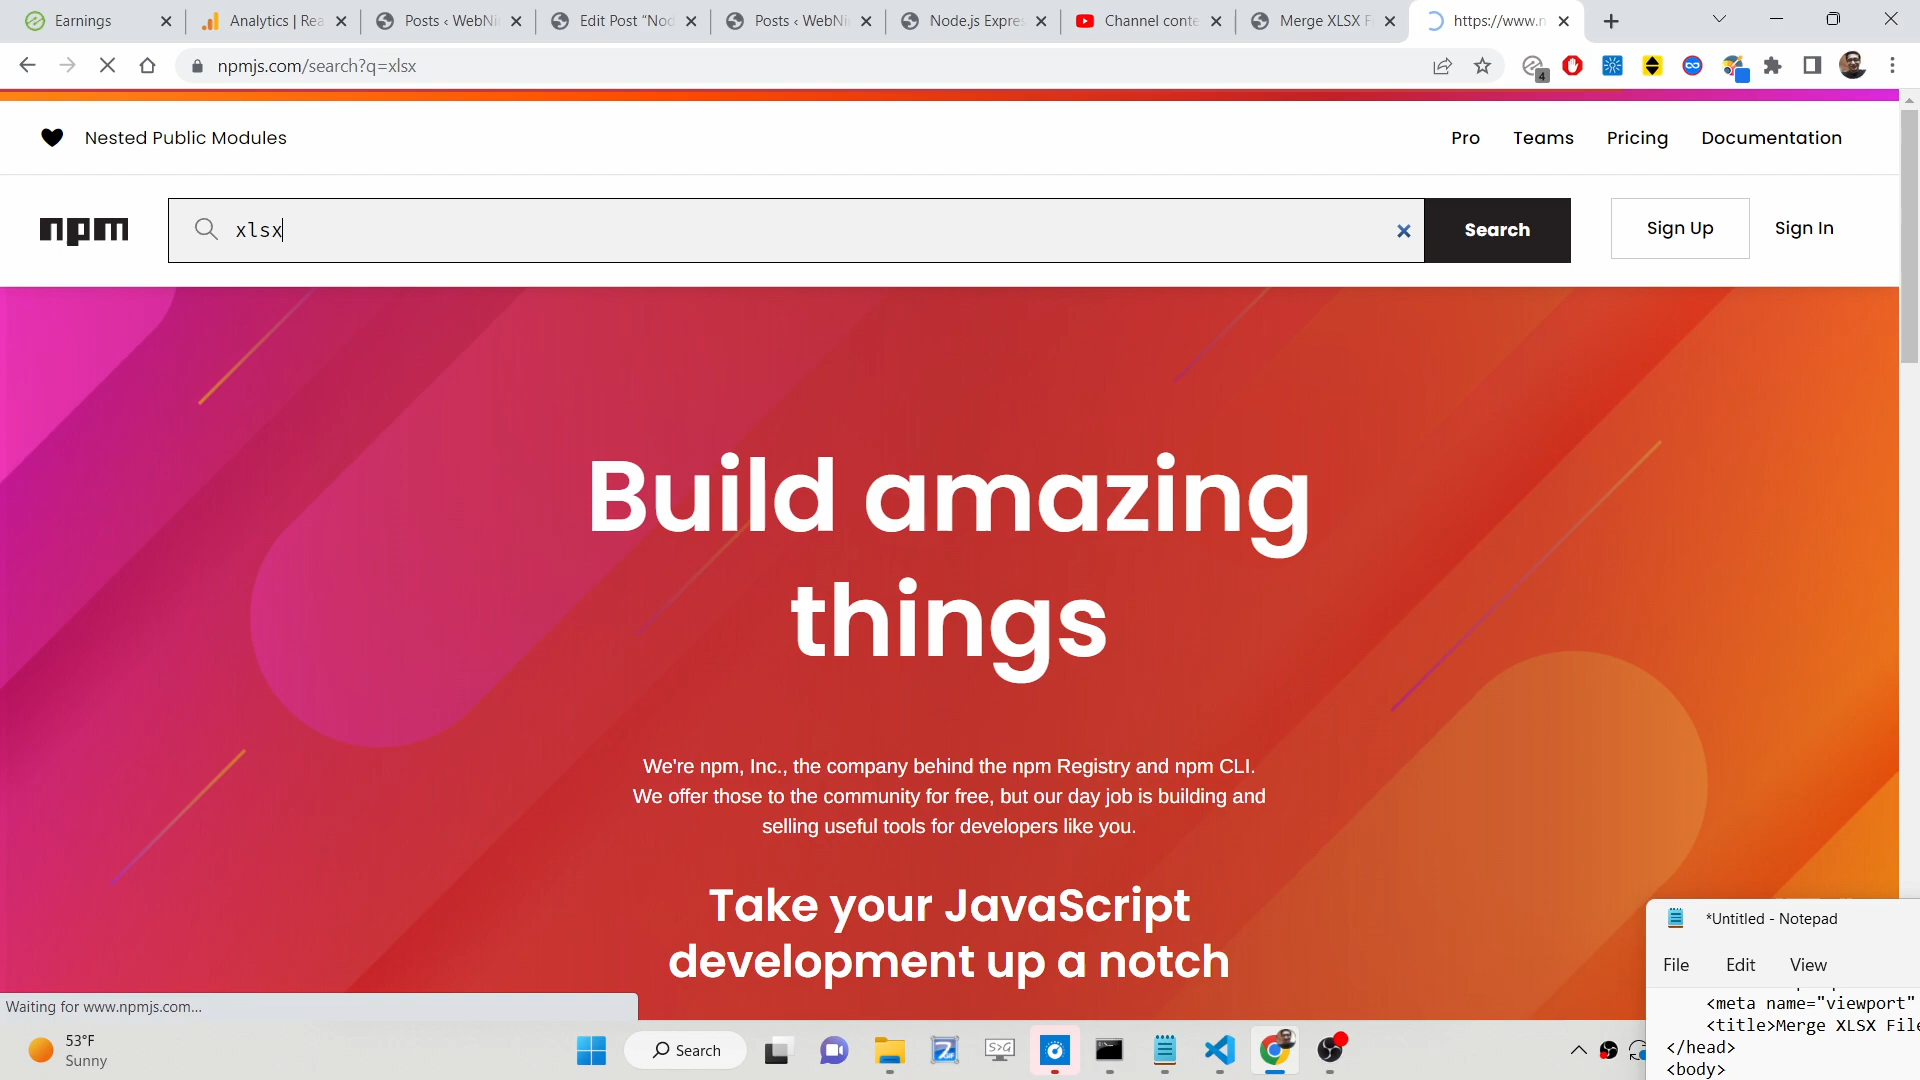 Earnings
Analytics | Rea
Posts ‹ WebNi
Edit Post "Nod
Posts ‹ WebNi
Node.js Expres
Channel conte
Merge XLSX F
https://www.n
npmjs.com/search?q=xlsx
4
Nested Public Modules
Pro
Teams
Pricing
Documentation
npm
xlsx
Search
Sign Up
Sign In
Build amazing
things
We're npm, Inc., the company behind the npm Registry and npm CLI.
We offer those to the community for free, but our day job is building and
selling useful tools for developers like you.
Take your JavaScript
development up a notch
*Untitled - Notepad
File
Edit
View
<meta name="viewport"
<title>Merge XLSX File
</head>
<body>
Waiting for www.npmjs.com...
53°F
Sunny
Search
S>G